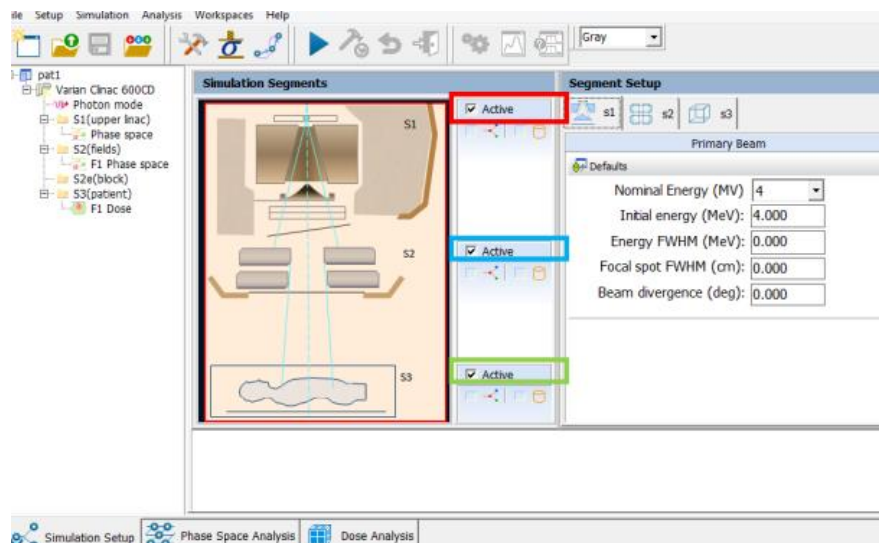 ile Setup Simulation Analysis Workspaces Help
Gray
pat1
Varian Clinac 600CD
Photon mode
S1(upper linac)
Phase space
S2(fields)
F1 Phase space
S2e(block)
S3(patient)
F1 Dose
Simulation Segments
S1
S2
S3
Active
Active
Active
Segment Setup
s1 s2 s3
Primary Beam
Defaults
Nominal Energy (MV) 4
Initial energy (MeV): 4.000
Energy FWHM (MeV): 0.000
Focal spot FWHM (cm): 0.000
Beam divergence (deg): 0.000
Simulation Setup Phase Space Analysis Dose Analysis